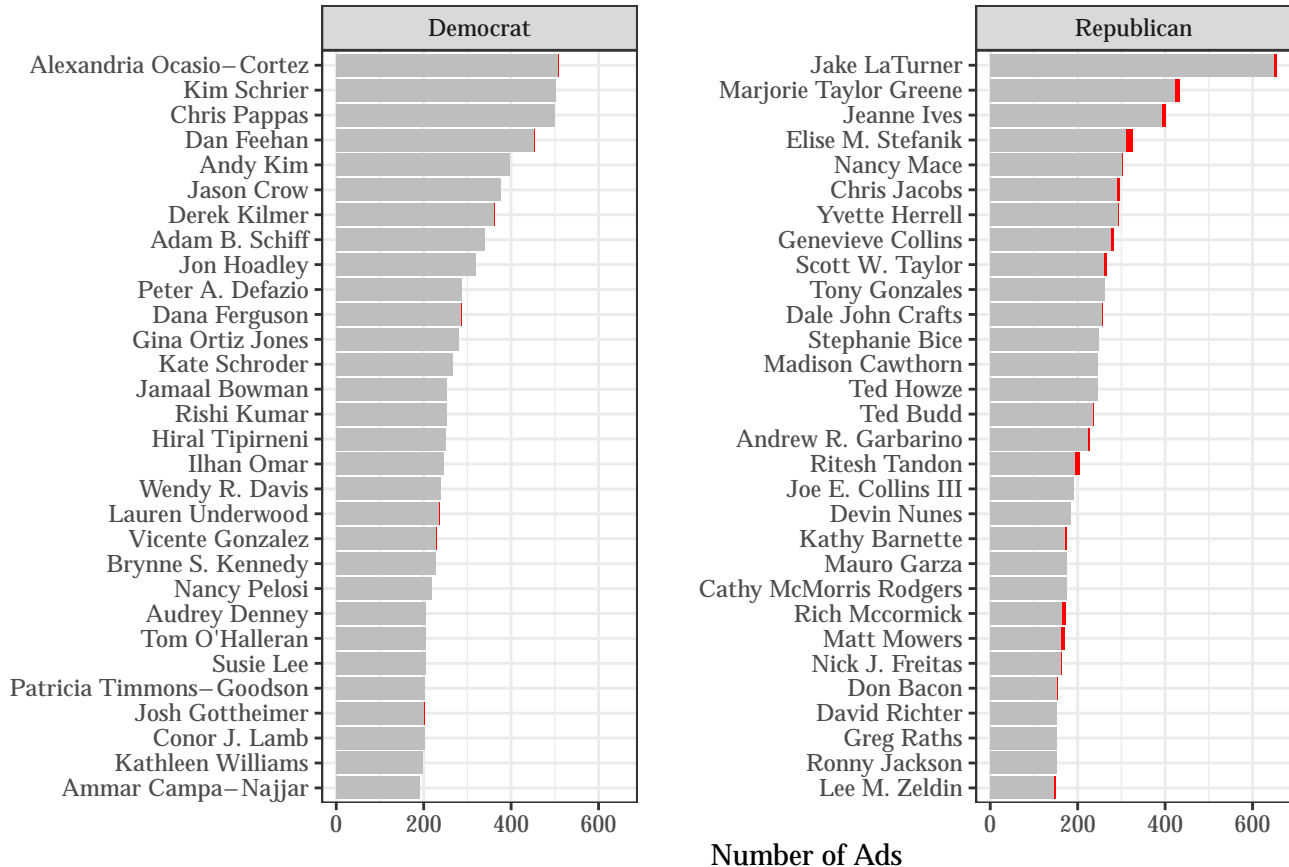 Democrat
Alexandria Ocasio−Cortez
Kim Schrier
Chris Pappas
Dan Feehan
Andy Kim
Jason Crow
Derek Kilmer
Adam B. Schiff
Jon Hoadley
Peter A. Defazio
Dana Ferguson
Gina Ortiz Jones
Kate Schroder
Jamaal Bowman
Rishi Kumar
Hiral Tipirneni
Ilhan Omar
Wendy R. Davis
Lauren Underwood
Vicente Gonzalez
Brynne S. Kennedy
Nancy Pelosi
Audrey Denney
Tom O'Halleran
Susie Lee
Patricia Timmons−Goodson
Josh Gottheimer
Conor J. Lamb
Kathleen Williams
Ammar Campa−Najjar
0 200 400 600
Republican
Jake LaTurner
Marjorie Taylor Greene
Jeanne Ives
Elise M. Stefanik
Nancy Mace
Chris Jacobs
Yvette Herrell
Genevieve Collins
Scott W. Taylor
Tony Gonzales
Dale John Crafts
Stephanie Bice
Madison Cawthorn
Ted Howze
Ted Budd
Andrew R. Garbarino
Ritesh Tandon
Joe E. Collins III
Devin Nunes
Kathy Barnette
Mauro Garza
Cathy McMorris Rodgers
Rich Mccormick
Matt Mowers
Nick J. Freitas
Don Bacon
David Richter
Greg Raths
Ronny Jackson
Lee M. Zeldin
0 200 400 600
Number of Ads